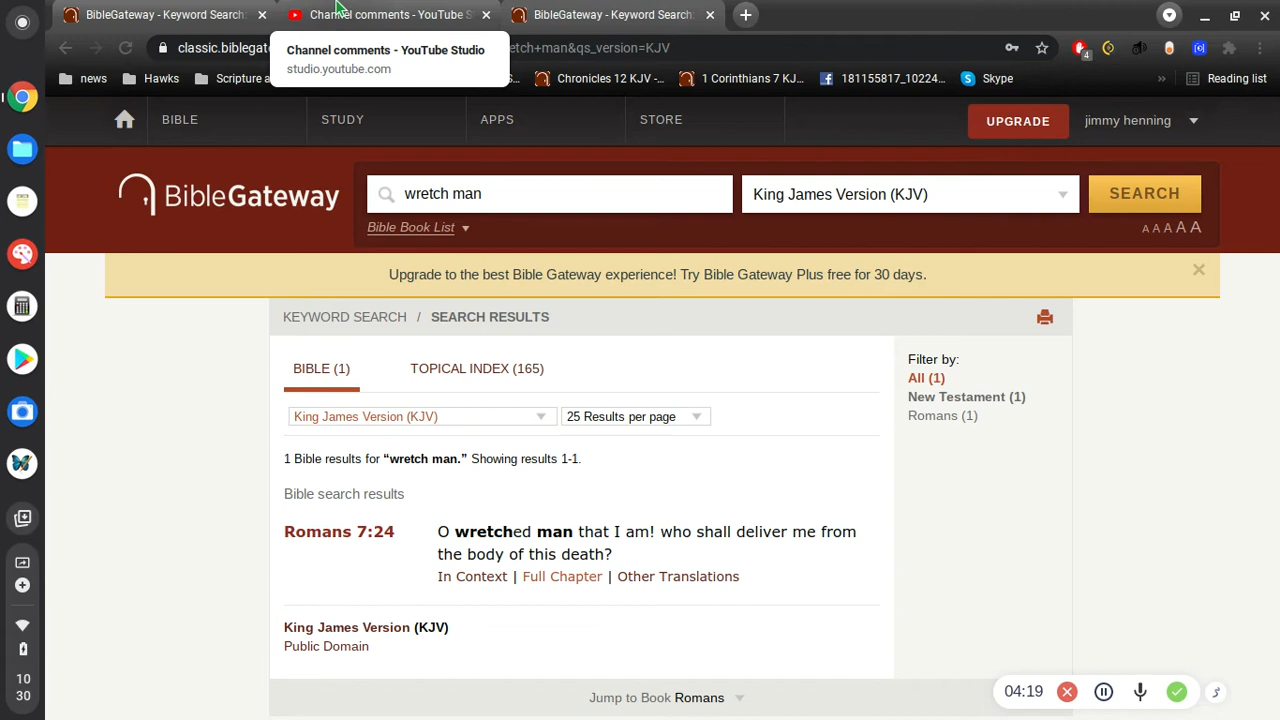 BibleGateway - Keyword Search:
Channel comments - YouTube S
BibleGateway - Keyword Search:
classic.biblega
etch+man&qs_version=KJV
Channel comments - YouTube Studio
studio.youtube.com
4
news
Hawks
Scripture a
S...
Chronicles 12 KJV -...
1 Corinthians 7 KJ...
181155817_10224...
Skype
»
Reading list
BIBLE
STUDY
APPS
STORE
UPGRADE
jimmy henning
BibleGateway
wretch man
King James Version (KJV)
SEARCH
Bible Book List
A A A A A
Upgrade to the best Bible Gateway experience! Try Bible Gateway Plus free for 30 days.
KEYWORD SEARCH / SEARCH RESULTS
BIBLE (1)
TOPICAL INDEX (165)
King James Version (KJV)
25 Results per page
1 Bible results for “wretch man.” Showing results 1-1.
Bible search results
Romans 7:24
O wretched man that I am! who shall deliver me from
the body of this death?
In Context | Full Chapter | Other Translations
King James Version (KJV)
Public Domain
Filter by:
All (1)
New Testament (1)
Romans (1)
Jump to Book Romans
04:19
10
30